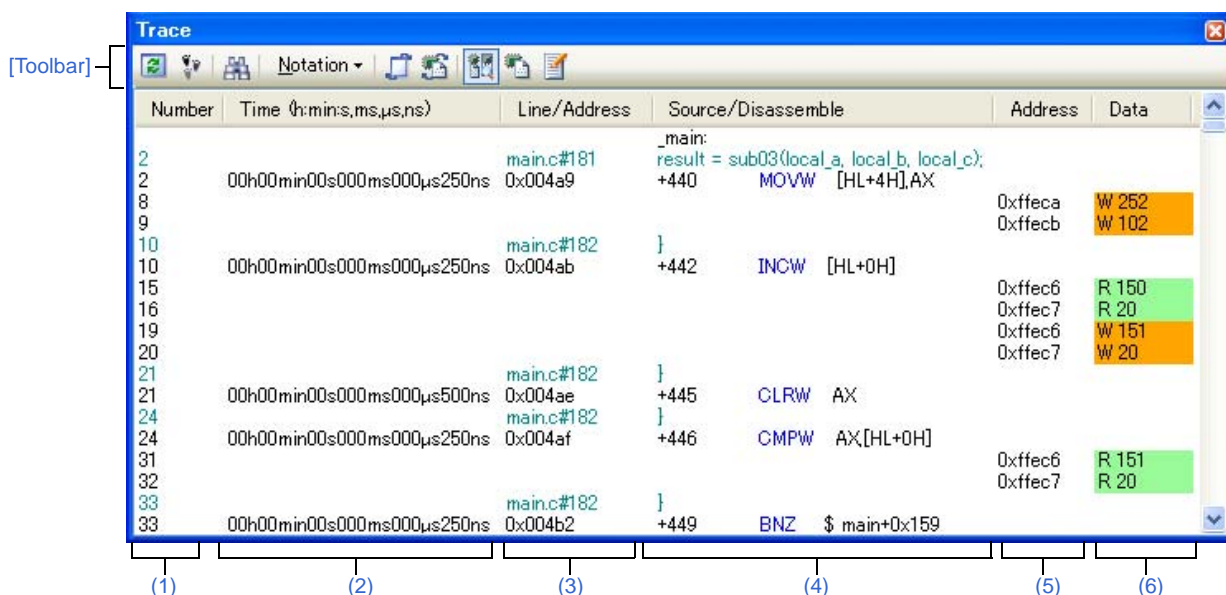 Trace
[Toolbar]
Notation
Number Time (h:min:s,ms,µs,ns) Line/Address Source/Disassemble Address Data
_main:
2 main.c#181 result = sub03(local_a, local_b, local_c);
2 00h00min00s000ms000µs250ns 0x004a9 +440 MOVW [HL+4H],AX
8 0xffeca W 252
9 0xffecb W 102
10 main.c#182 }
10 00h00min00s000ms000µs250ns 0x004ab +442 INCW [HL+0H]
15 0xffec6 R 150
16 0xffec7 R 20
19 0xffec6 W 151
20 0xffec7 W 20
21 main.c#182 }
21 00h00min00s000ms000µs500ns 0x004ae +445 CLRW AX
24 main.c#182 }
24 00h00min00s000ms000µs250ns 0x004af +446 CMPW AX,[HL+0H]
31 0xffec6 R 151
32 0xffec7 R 20
33 main.c#182 }
33 00h00min00s000ms000µs250ns 0x004b2 +449 BNZ $ main+0x159
(1) (2) (3) (4) (5) (6)